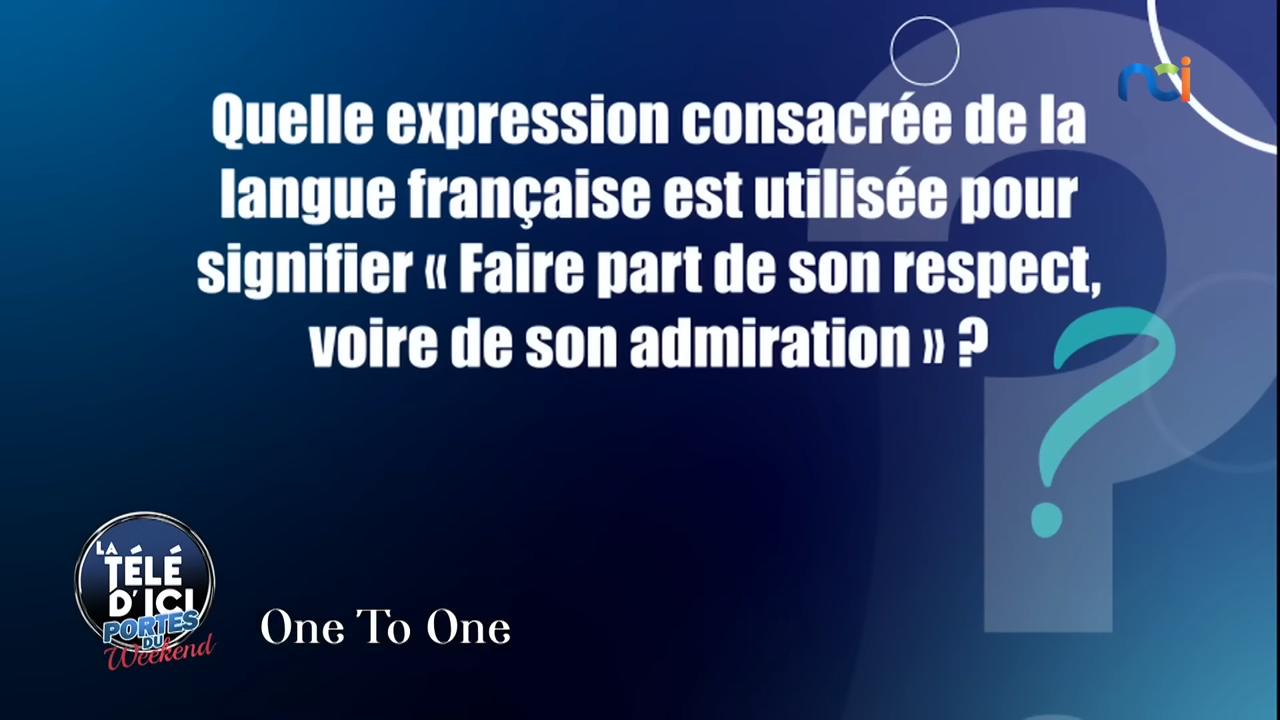 nci
Quelle expression consacrée de la
langue française est utilisée pour
signifier « Faire part de son respect,
voire de son admiration » ?
?
LA
TÉLÉ
D'ICI
PORTES
DU
Weekend
One To One